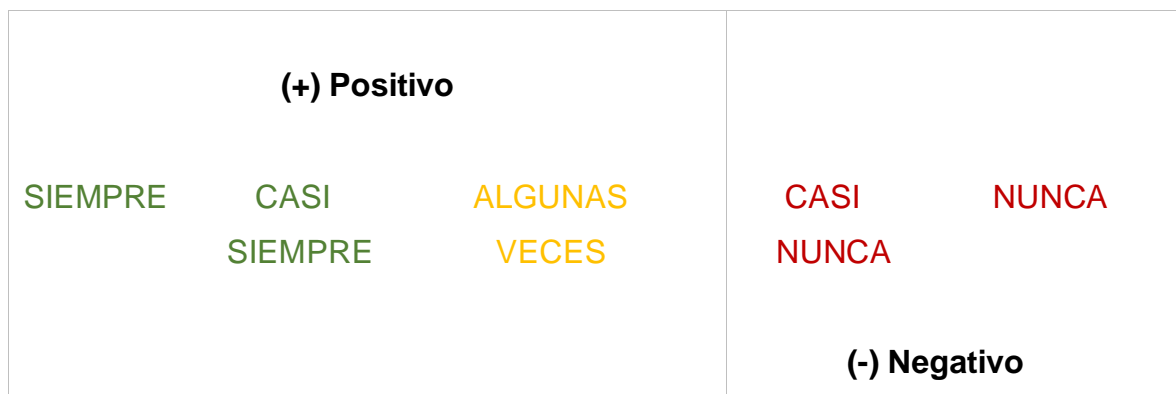 (+) Positivo
SIEMPRE CASI ALGUNAS CASI NUNCA
SIEMPRE VECES NUNCA
(-) Negativo